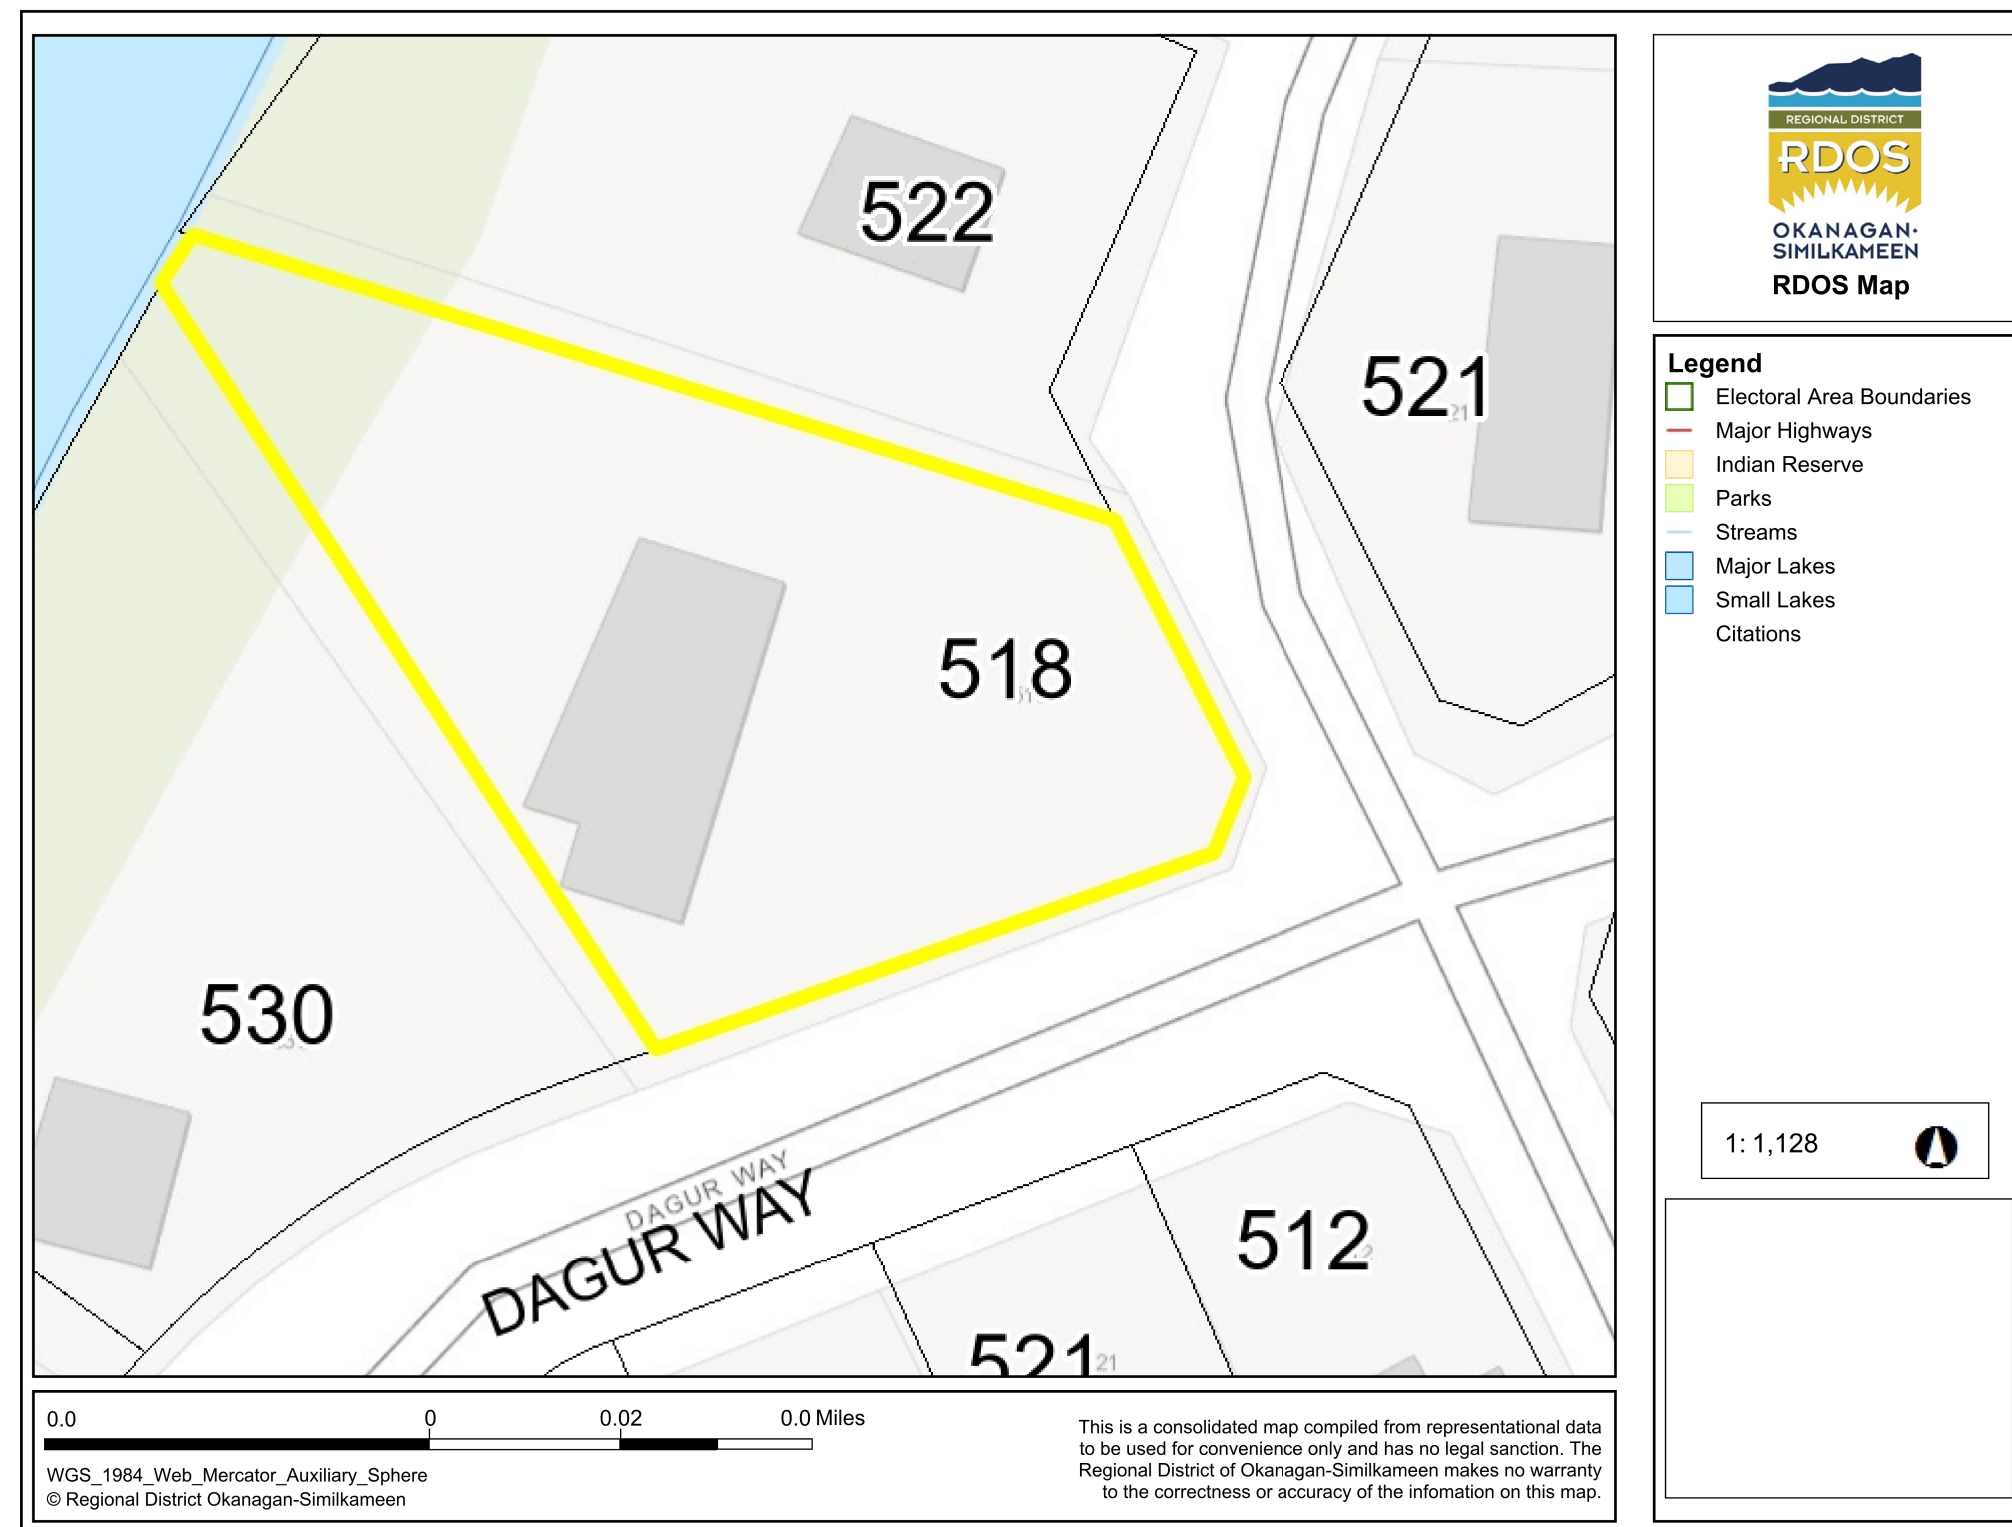 522
521
21
518
530
DAGUR WAY
DAGUR WAY
512
521
21
REGIONAL DISTRICT
RDOS
OKANAGAN·
SIMILKAMEEN
RDOS Map
Legend
Electoral Area Boundaries
Major Highways
Indian Reserve
Parks
Streams
Major Lakes
Small Lakes
Citations
1: 1,128
0.0 0 0.02 0.0 Miles
WGS_1984_Web_Mercator_Auxiliary_Sphere
© Regional District Okanagan-Similkameen
This is a consolidated map compiled from representational data
to be used for convenience only and has no legal sanction. The
Regional District of Okanagan-Similkameen makes no warranty
to the correctness or accuracy of the infomation on this map.